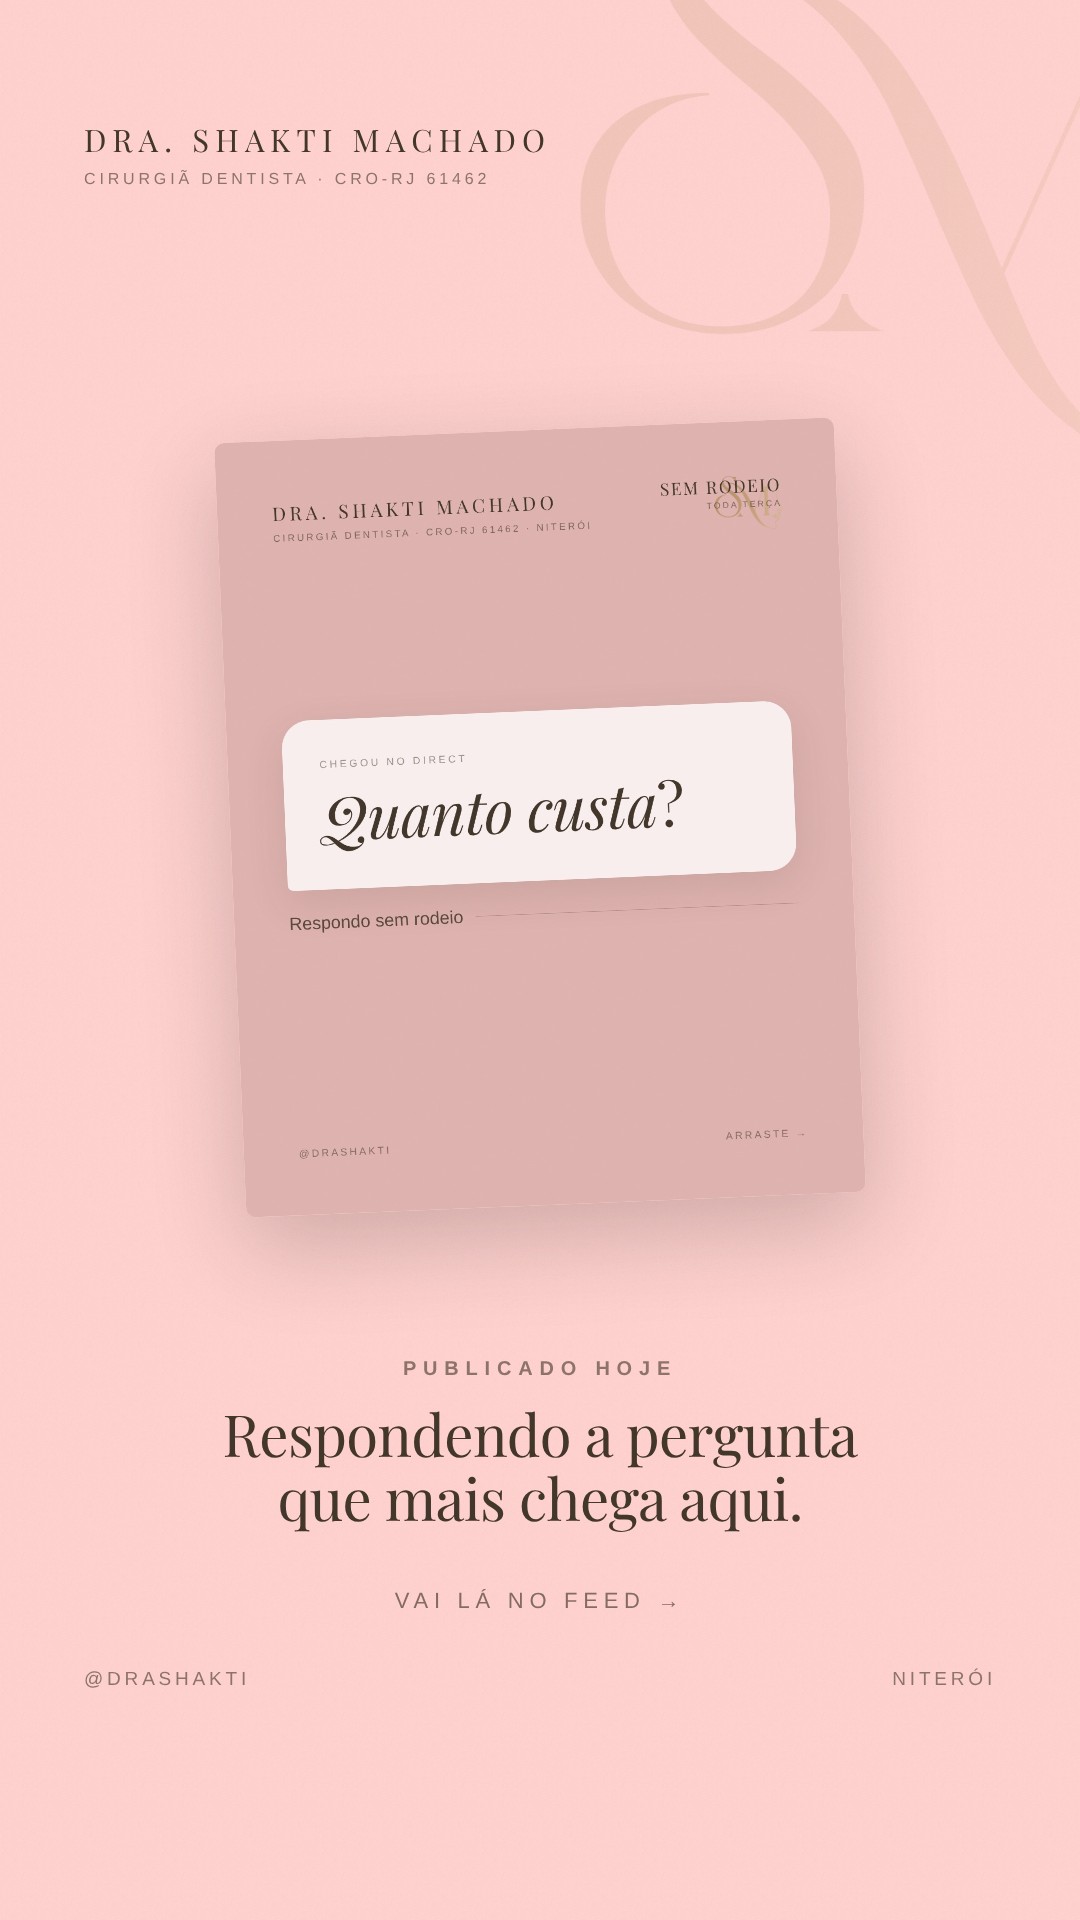 DRA. SHAKTI MACHADO
CIRURGIÃ DENTISTA · CRO-RJ 61462
DRA. SHAKTI MACHADO
CIRURGIÃ DENTISTA · CRO-RJ 61462 · NITERÓI
SEM RODEIO
TODA TERÇA
CHEGOU NO DIRECT
Quanto custa?
Respondo sem rodeio
@DRASHAKTI
ARRASTE →
PUBLICADO HOJE
Respondendo a pergunta
que mais chega aqui.
VAI LÁ NO FEED →
@DRASHAKTI
NITERÓI